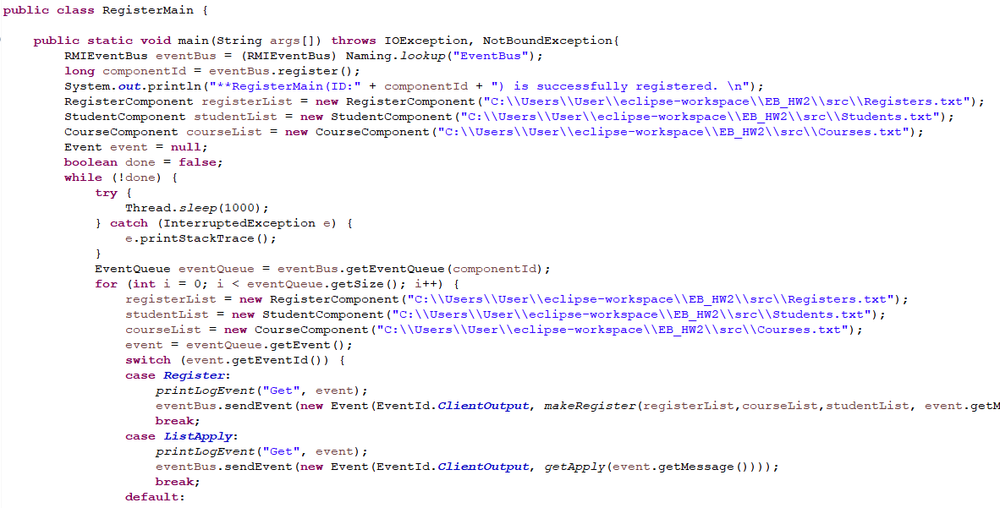 public class RegisterMain {
public static void main(String args[]) throws IOException, NotBoundException{
RMIEventBus eventBus = (RMIEventBus) Naming.lookup("EventBus");
long componentId = eventBus.register();
System.out.println("**RegisterMain(ID:" + componentId + ") is successfully registered. \n");
RegisterComponent registerList = new RegisterComponent("C:\\Users\\User\\eclipse-workspace\\EB_HW2\\src\\Registers.txt");
StudentComponent studentList = new StudentComponent("C:\\Users\\User\\eclipse-workspace\\EB_HW2\\src\\Students.txt");
CourseComponent courseList = new CourseComponent("C:\\Users\\User\\eclipse-workspace\\EB_HW2\\src\\Courses.txt");
Event event = null;
boolean done = false;
while (!done) {
try {
Thread.sleep(1000);
} catch (InterruptedException e) {
e.printStackTrace();
}
EventQueue eventQueue = eventBus.getEventQueue(componentId);
for (int i = 0; i < eventQueue.getSize(); i++) {
registerList = new RegisterComponent("C:\\Users\\User\\eclipse-workspace\\EB_HW2\\src\\Registers.txt");
studentList = new StudentComponent("C:\\Users\\User\\eclipse-workspace\\EB_HW2\\src\\Students.txt");
courseList = new CourseComponent("C:\\Users\\User\\eclipse-workspace\\EB_HW2\\src\\Courses.txt");
event = eventQueue.getEvent();
switch (event.getEventId()) {
case Register:
printLogEvent("Get", event);
eventBus.sendEvent(new Event(EventId.ClientOutput, makeRegister(registerList,courseList,studentList, event.getM
break;
case ListApply:
printLogEvent("Get", event);
eventBus.sendEvent(new Event(EventId.ClientOutput, getApply(event.getMessage())));
break;
default: